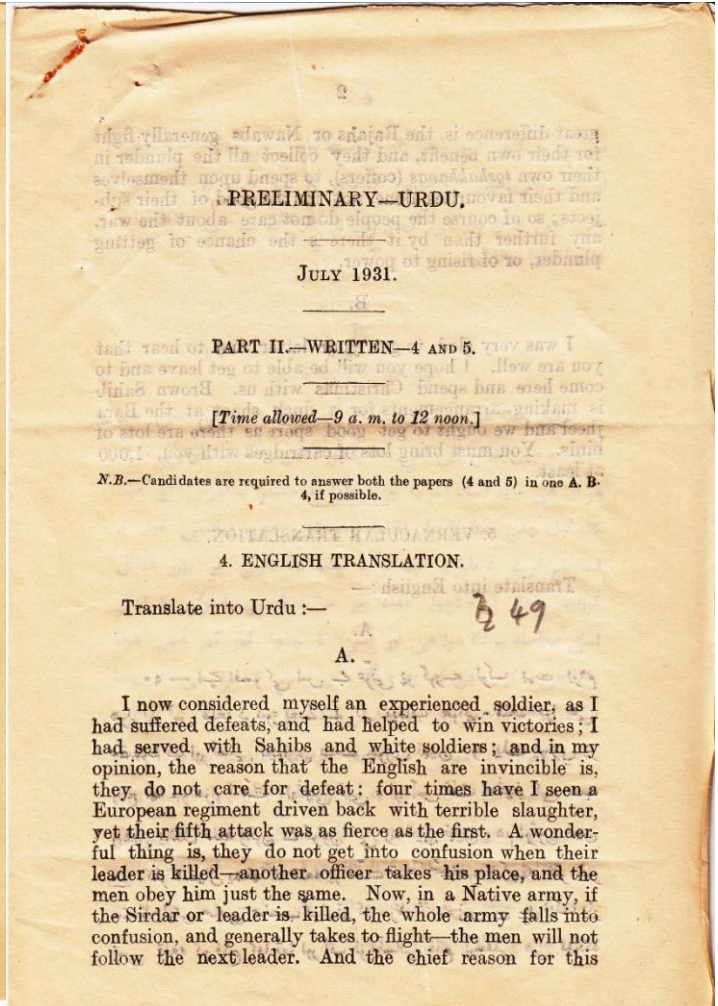 PRELIMINARY—URDU.
JULY 1931.
PART II.—WRITTEN—4 AND 5.
[Time allowed—9 a. m. to 12 noon.]
N.B.—Candidates are required to answer both the papers (4 and 5) in one A. B.
4, if possible.
4. ENGLISH TRANSLATION.
Translate into Urdu :—
49
A.
I now considered myself an experienced soldier, as I
had suffered defeats, and had helped to win victories; I
had served with Sahibs and white soldiers; and in my
opinion, the reason that the English are invincible is,
they do not care for defeat: four times have I seen a
European regiment driven back with terrible slaughter,
yet their fifth attack was as fierce as the first. A wonder-
ful thing is, they do not get into confusion when their
leader is killed—another officer takes his place, and the
men obey him just the same. Now, in a Native army, if
the Sirdar or leader is killed, the whole army falls into
confusion, and generally takes to flight—the men will not
follow the next leader. And the chief reason for this